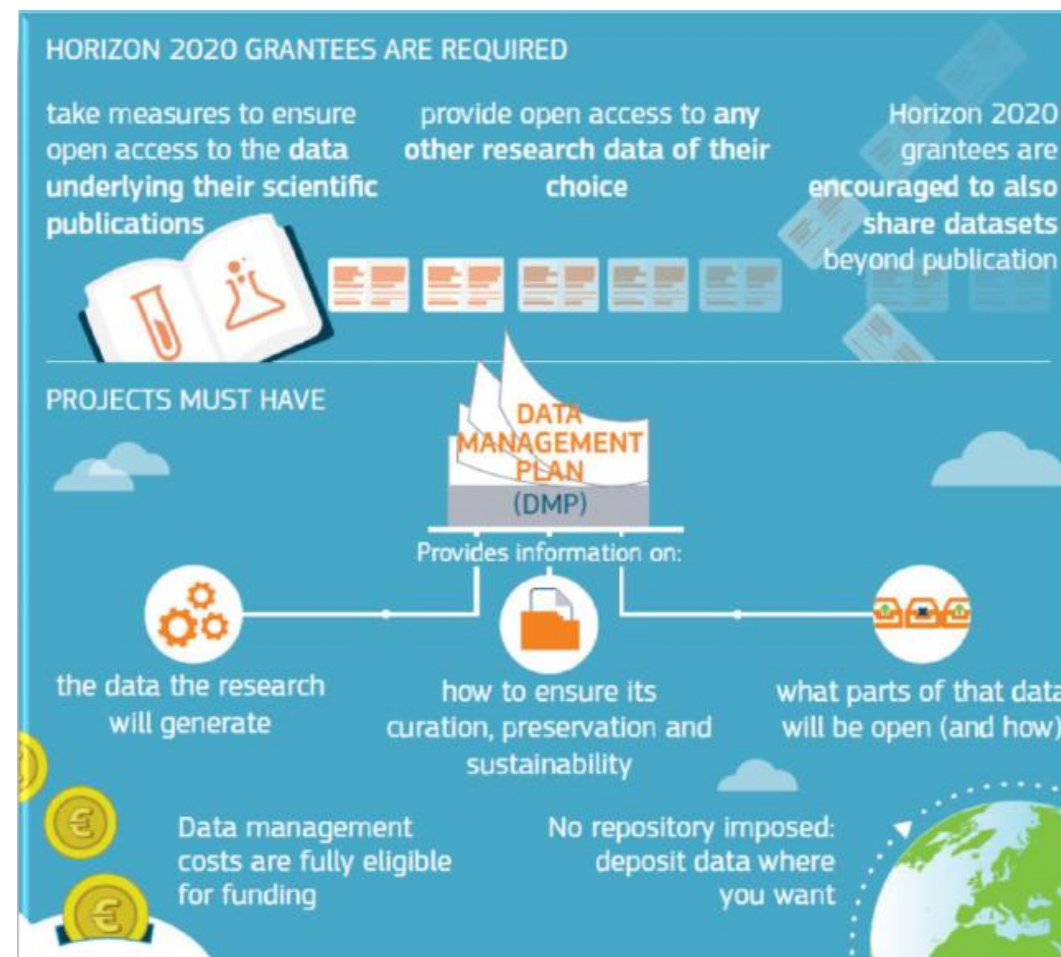 HORIZON 2020 GRANTEES ARE REQUIRED
take measures to ensure
open access to the data
underlying their scientific
publications
provide open access to any
other research data of their
choice
Horizon 2020
grantees are
encouraged to also
share datasets
beyond publication
PROJECTS MUST HAVE
DATA
MANAGEMENT
PLAN
(DMP)
Provides information on:
the data the research
will generate
how to ensure its
curation, preservation and
sustainability
what parts of that data
will be open (and how)
Data management
costs are fully eligible
for funding
No repository imposed:
deposit data where
you want
€
€